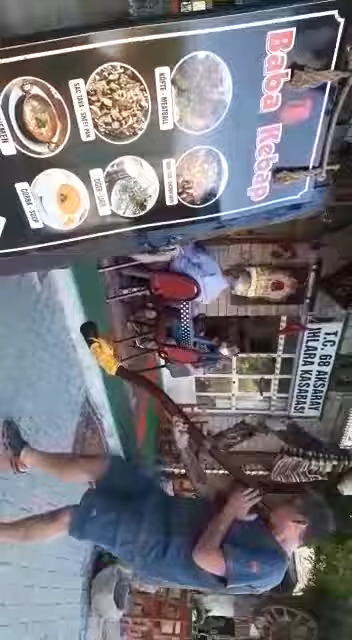 Baba Kebap
KÖFTE - MEATBALL
SAÇ TAVA - SHEET PAN
ÇORBA - SOUP
T.C. 68 AKSARAY
IHLARA KASABASI